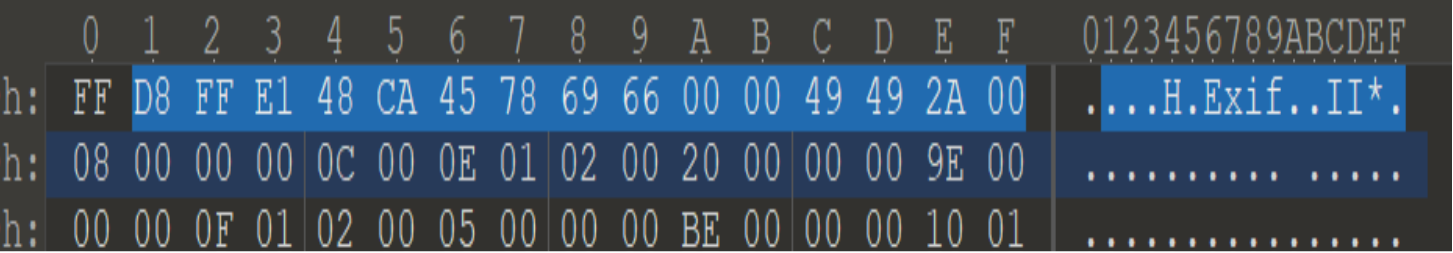 0 1 2 3 4 5 6 7 8 9 A B C D E F 0123456789ABCDEF
h: FF D8 FF E1 48 CA 45 78 69 66 00 00 49 49 2A 00 ....H.Exif..II*.
h: 08 00 00 00 0C 00 0E 01 02 00 20 00 00 00 9E 00 .......... .....
h: 00 00 0F 01 02 00 05 00 00 00 BE 00 00 00 10 01 ................